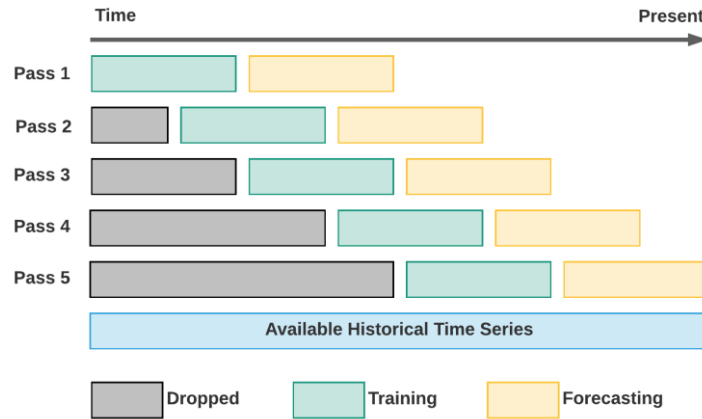 Time Present
Pass 1
Pass 2
Pass 3
Pass 4
Pass 5
Available Historical Time Series
Dropped Training Forecasting